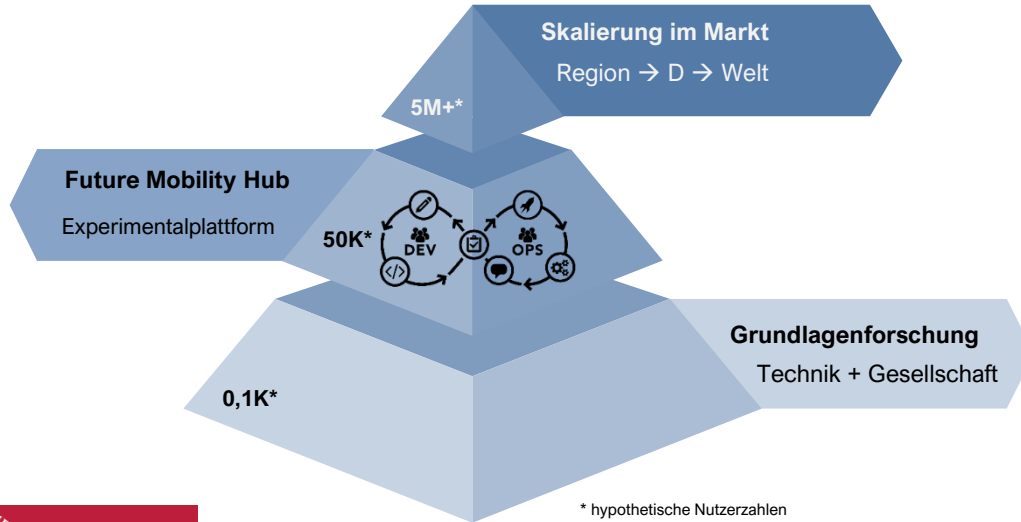 Skalierung im Markt
Region → D → Welt
5M+*
Future Mobility Hub
Experimentalplattform
50K*
DEV
OPS
</>
Grundlagenforschung
Technik + Gesellschaft
0,1K*
* hypothetische Nutzerzahlen